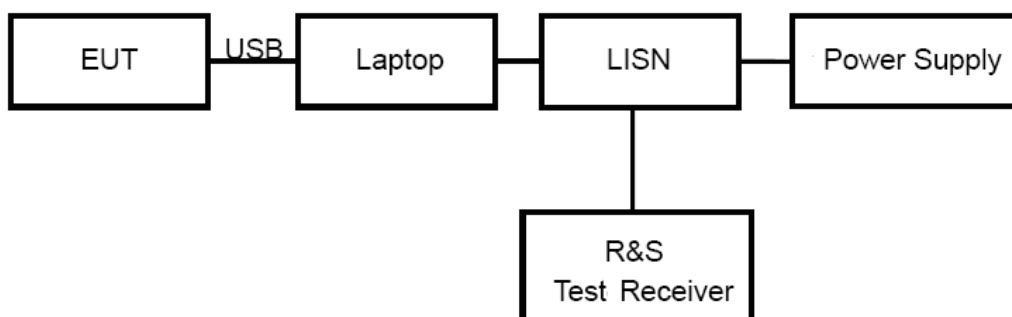 EUT
USB
Laptop
LISN
Power Supply
R&S
Test Receiver